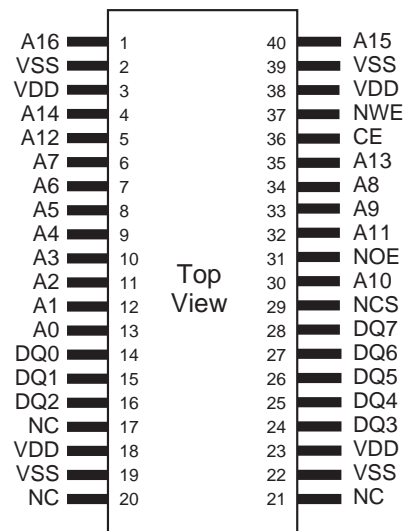 A16 1 40 A15
VSS 2 39 VSS
VDD 3 38 VDD
A14 4 37 NWE
A12 5 36 CE
A7 6 35 A13
A6 7 34 A8
A5 8 33 A9
A4 9 32 A11
A3 10 31 NOE
A2 11 30 A10
A1 12 29 NCS
A0 13 28 DQ7
DQ0 14 27 DQ6
DQ1 15 26 DQ5
DQ2 16 25 DQ4
NC 17 24 DQ3
VDD 18 23 VDD
VSS 19 22 VSS
NC 20 21 NC
Top
View